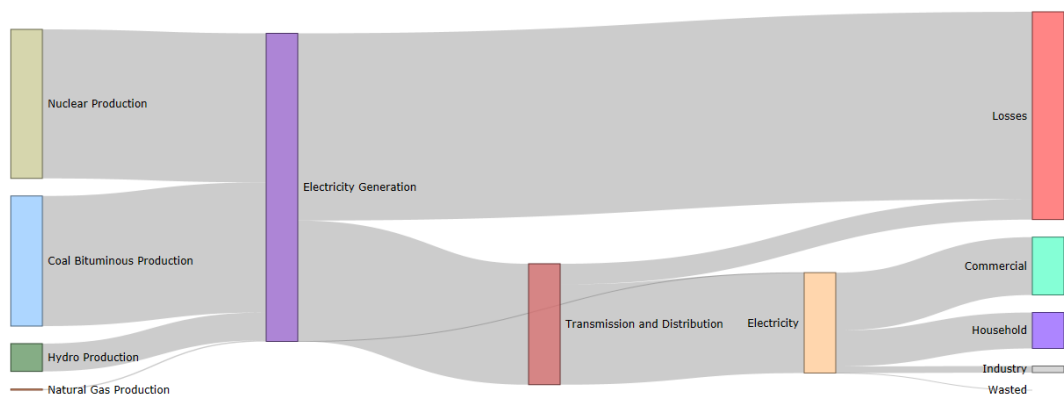 Nuclear Production
Coal Bituminous Production
Hydro Production
Natural Gas Production
Electricity Generation
Transmission and Distribution
Electricity
Losses
Commercial
Household
Industry
Wasted